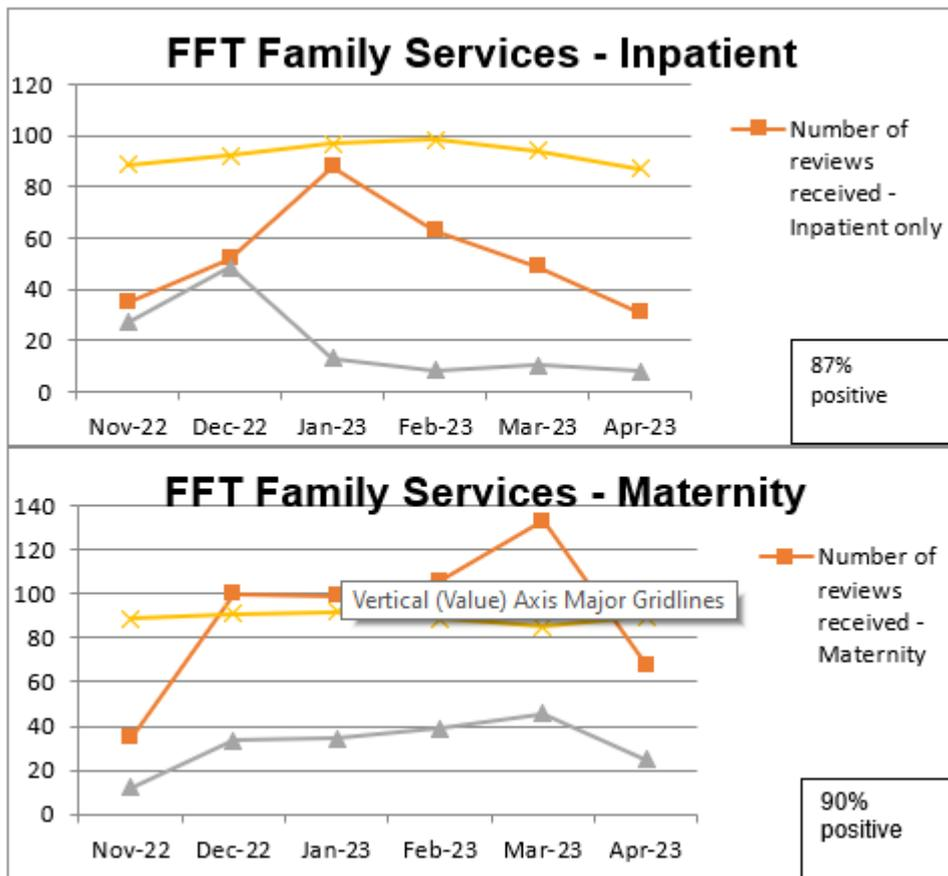 FFT Family Services - Inpatient
120
100
80
60
40
20
0
Nov-22 Dec-22 Jan-23 Feb-23 Mar-23 Apr-23
Number of
reviews
received -
Inpatient only
87%
positive
FFT Family Services - Maternity
140
120
100
80
60
40
20
0
Nov-22 Dec-22 Jan-23 Feb-23 Mar-23 Apr-23
Vertical (Value) Axis Major Gridlines
Number of
reviews
received -
Maternity
90%
positive